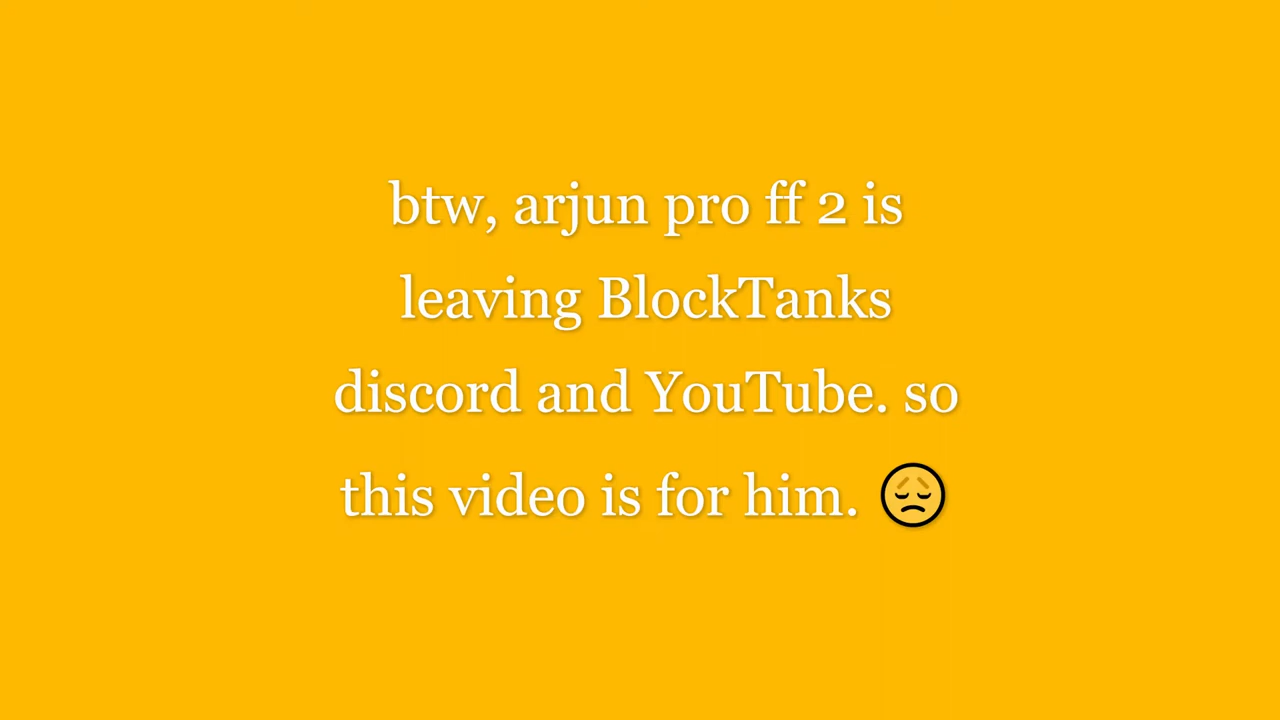 btw, arjun pro ff 2 is
leaving BlockTanks
discord and YouTube. so
this video is for him. 😞